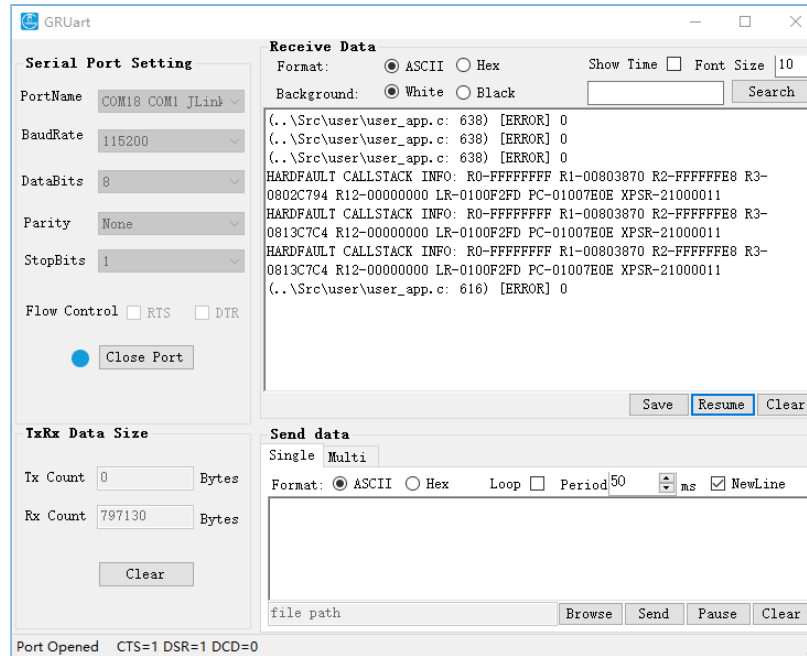 GRUart
Serial Port Setting
PortName COM18 COM1 JLink
BaudRate 115200
DataBits 8
Parity None
StopBits 1
Flow Control RTS DTR
Close Port
TxRx Data Size
Tx Count 0 Bytes
Rx Count 797130 Bytes
Clear
Receive Data
Format: ASCII Hex Show Time Font Size 10
Background: White Black Search
(..\Src\user\user_app.c: 638) [ERROR] 0
(..\Src\user\user_app.c: 638) [ERROR] 0
(..\Src\user\user_app.c: 638) [ERROR] 0
HARDFAULT CALLSTACK INFO: R0-FFFFFFFF R1-00803870 R2-FFFFFFE8 R3-
0802C794 R12-00000000 LR-0100F2FD PC-01007E0E XPSR-21000011
HARDFAULT CALLSTACK INFO: R0-FFFFFFFF R1-00803870 R2-FFFFFFE8 R3-
0813C7C4 R12-00000000 LR-0100F2FD PC-01007E0E XPSR-21000011
HARDFAULT CALLSTACK INFO: R0-FFFFFFFF R1-00803870 R2-FFFFFFE8 R3-
0813C7C4 R12-00000000 LR-0100F2FD PC-01007E0E XPSR-21000011
(..\Src\user\user_app.c: 616) [ERROR] 0
Save Resume Clear
Send data
Single Multi
Format: ASCII Hex Loop Period 50 ms NewLine
file path Browse Send Pause Clear
Port Opened CTS=1 DSR=1 DCD=0